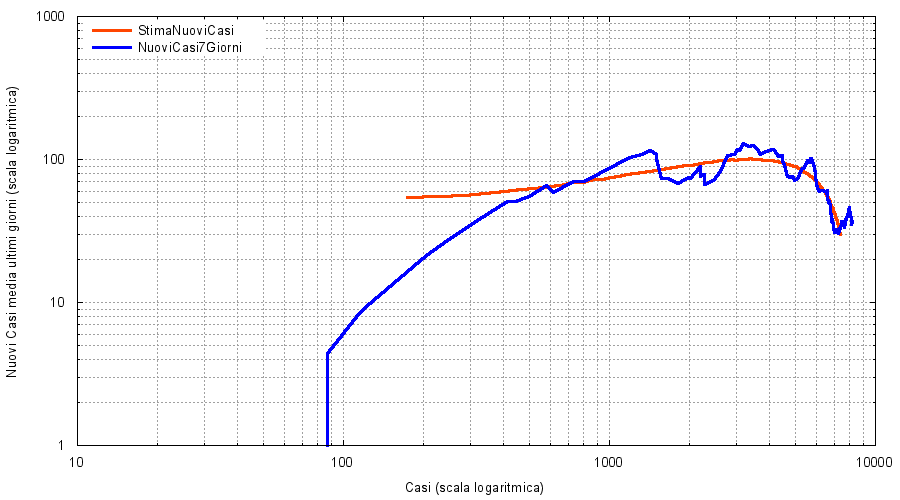 1000
StimaNuoviCasi
NuoviCasi7Giorni
100
10
1
Nuovi Casi media ultimi giorni (scala logaritmica)
10
100
1000
10000
Casi (scala logaritmica)